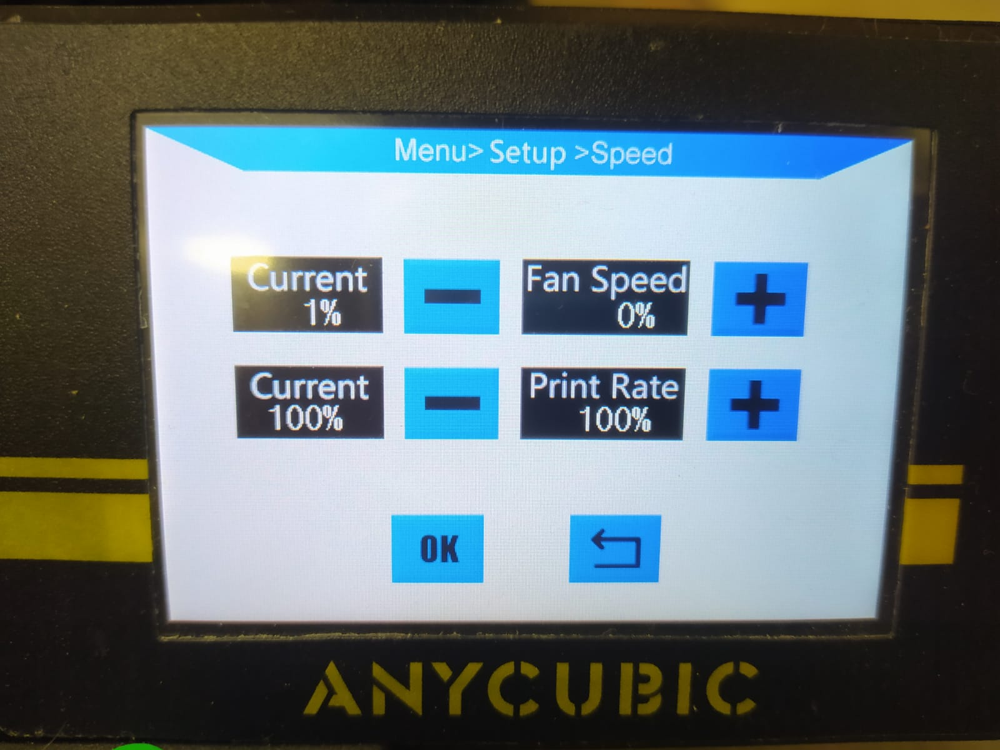 Menu> Setup >Speed
Current
1%
Fan Speed
0%
Current
100%
Print Rate
100%
OK
ANYCUBIC